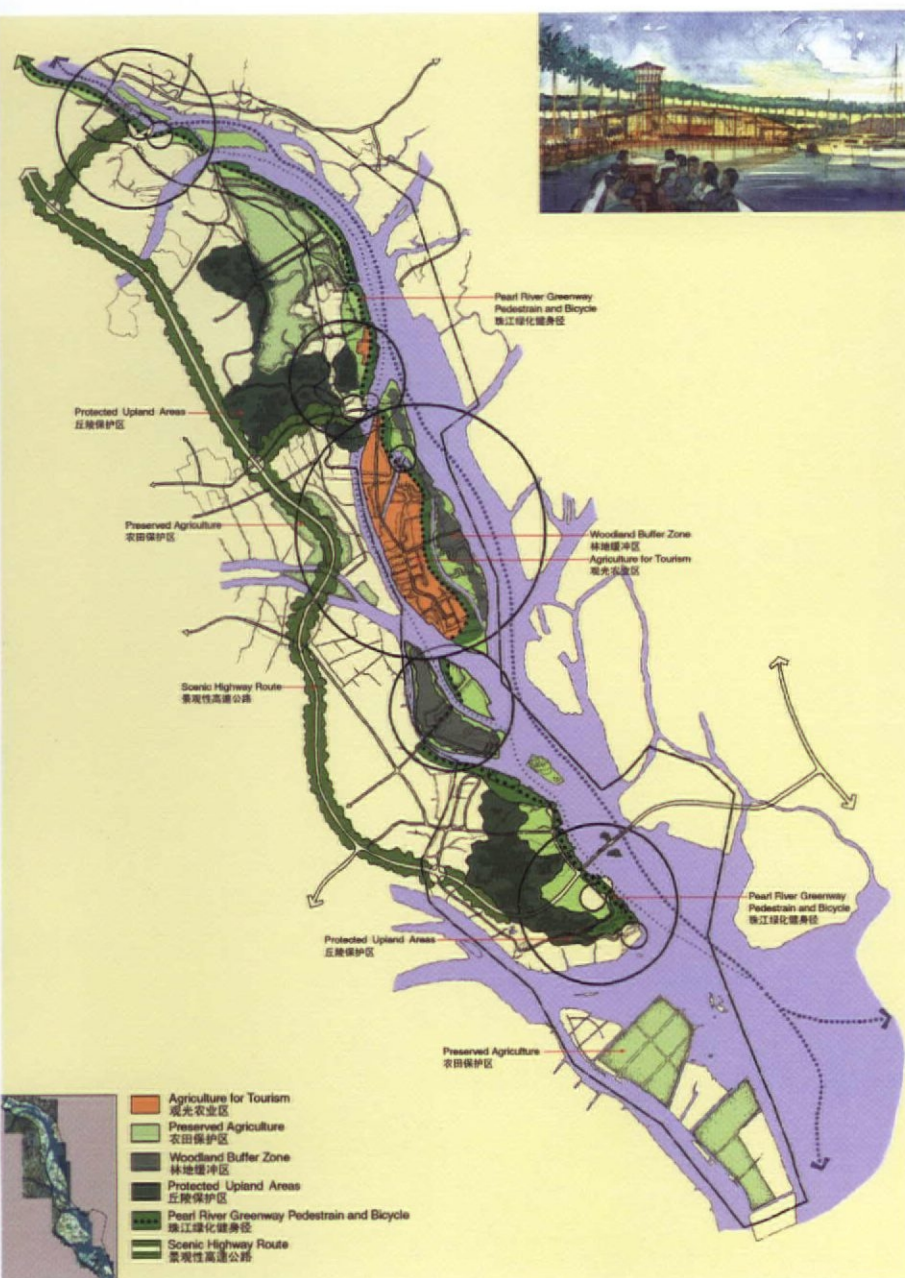 Pearl River Greenway
Pedestrain and Bicycle
珠江绿化健身径
Protected Upland Areas
丘陵保护区
Preserved Agriculture
农田保护区
Woodland Buffer Zone
林地缓冲区
Agriculture for Tourism
观光农业区
Scenic Highway Route
景观性高速公路
Pearl River Greenway
Pedestrain and Bicycle
珠江绿化健身径
Protected Upland Areas
丘陵保护区
Preserved Agriculture
农田保护区
Agriculture for Tourism
观光农业区
Preserved Agriculture
农田保护区
Woodland Buffer Zone
林地缓冲区
Protected Upland Areas
丘陵保护区
Pearl River Greenway Pedestrain and Bicycle
珠江绿化健身径
Scenic Highway Route
景观性高速公路